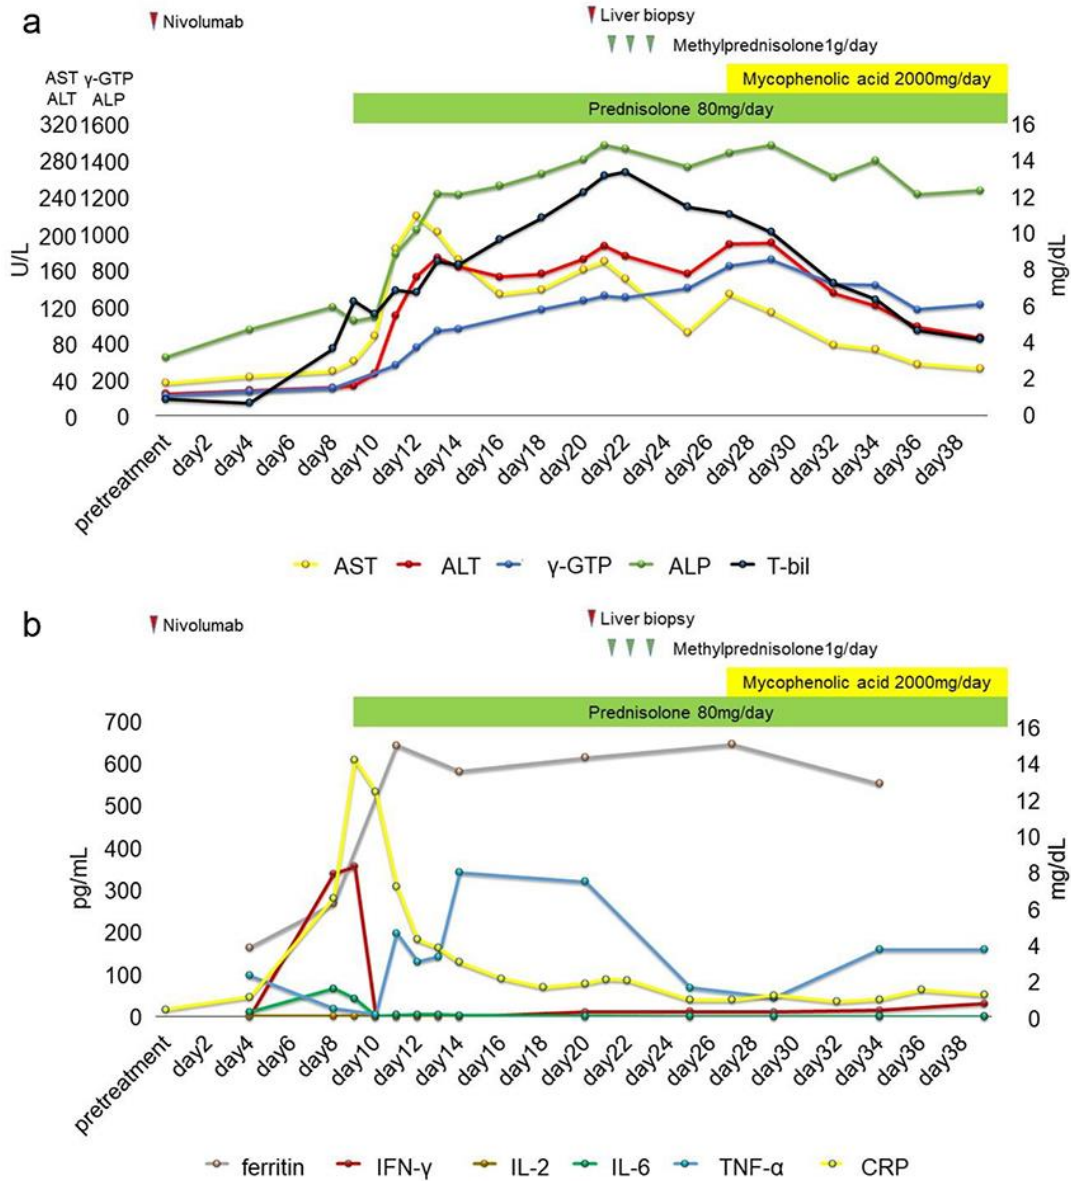 a
Nivolumab
Liver biopsy
Methylprednisolone1g/day
Mycophenolic acid 2000mg/day
Prednisolone 80mg/day
AST γ-GTP
ALT ALP
320 1600 16
280 1400 14
240 1200 12
200 1000 10
160 800 8
120 600 6
80 400 4
40 200 2
0 0 0
U/L
mg/dL
pretreatment day2 day4 day6 day8 day10 day12 day14 day16 day18 day20 day22 day24 day26 day28 day30 day32 day34 day36 day38
AST ALT γ-GTP ALP T-bil
b
Nivolumab
Liver biopsy
Methylprednisolone1g/day
Mycophenolic acid 2000mg/day
Prednisolone 80mg/day
700 16
600 14
500 12
400 10
300 8
200 6
100 4
0 2
0
pg/mL
mg/dL
pretreatment day2 day4 day6 day8 day10 day12 day14 day16 day18 day20 day22 day24 day26 day28 day30 day32 day34 day36 day38
ferritin IFN-γ IL-2 IL-6 TNF-α CRP